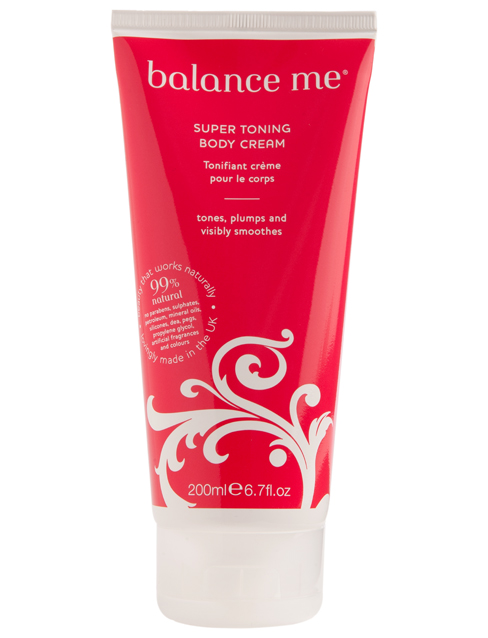 balance me®
SUPER TONING
BODY CREAM
Tonifiant crème
pour le corps
tones, plumps and
visibly smoothes
that works naturally
99%
natural
no parabens, sulphates,
petroleum, mineral oils,
silicones, dea, pegs,
propylene glycol,
artificial fragrances
and colours
made in the UK •
200ml℮6.7fl.oz